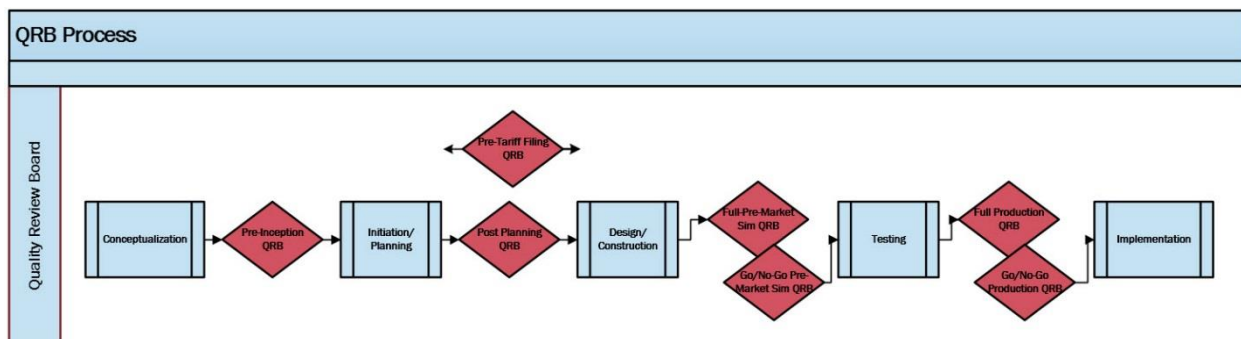 QRB Process
Quality Review Board
Pre-Tariff Filing
QRB
Conceptualization
Pre-Inception
QRB
Initiation/
Planning
Post Planning
QRB
Design/
Construction
Full-Pre-Market
Sim QRB
Go/No-Go Pre-
Market Sim QRB
Testing
Full Production
QRB
Go/No-Go
Production QRB
Implementation